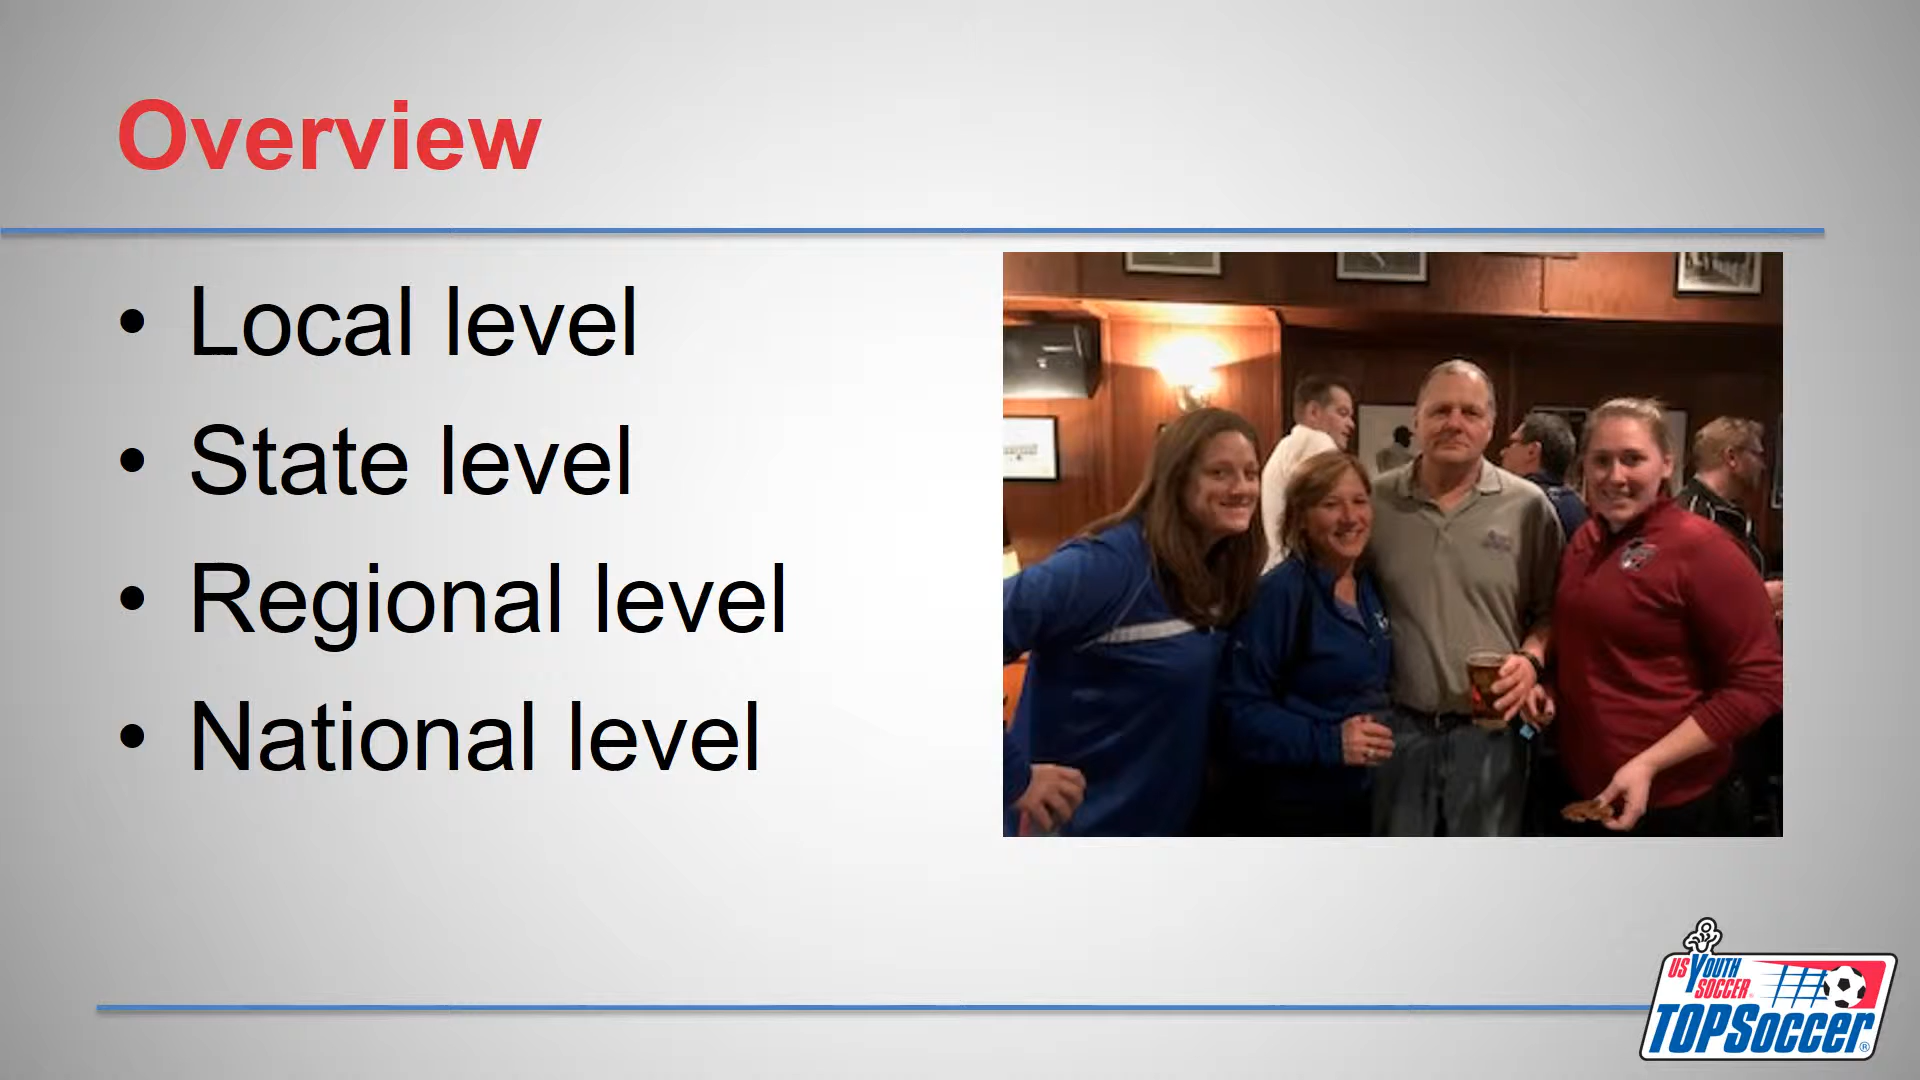 Overview
• Local level
• State level
• Regional level
• National level
US YOUTH
SOCCER
TOPSoccer®